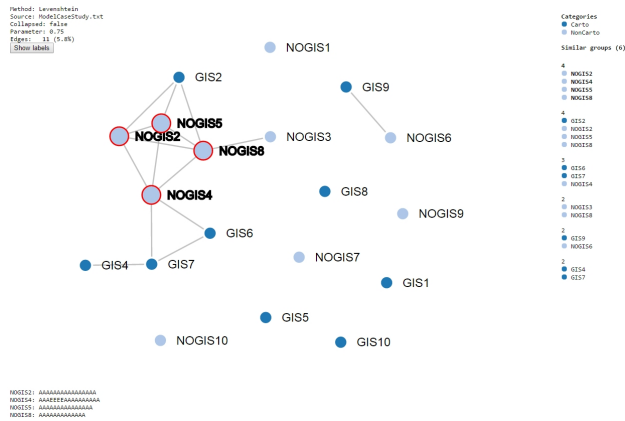 Method: Levenshtein
Source: ModelCaseStudy.txt
Collapsed: false
Parameter: 0.75
Edges: 11 (5.8%)
Show labels
Categories
Carto
NonCarto
Similar groups (6)
4
NOGIS2
NOGIS4
NOGIS5
NOGIS8
4
GIS2
NOGIS2
NOGIS5
NOGIS8
3
GIS6
GIS7
NOGIS4
2
NOGIS3
NOGIS8
2
GIS9
NOGIS6
2
GIS4
GIS7
NOGIS1
GIS2
GIS9
NOGIS5
NOGIS2
NOGIS3
NOGIS6
NOGIS8
GIS8
NOGIS4
NOGIS9
GIS6
NOGIS7
GIS4
GIS7
GIS1
GIS5
NOGIS10
GIS10
NOGIS2: AAAAAAAAAAAAAAAA
NOGIS4: AAAEEEEAAAAAAAAAA
NOGIS5: AAAAAAAAAAAAAAA
NOGIS8: AAAAAAAAAAAAA